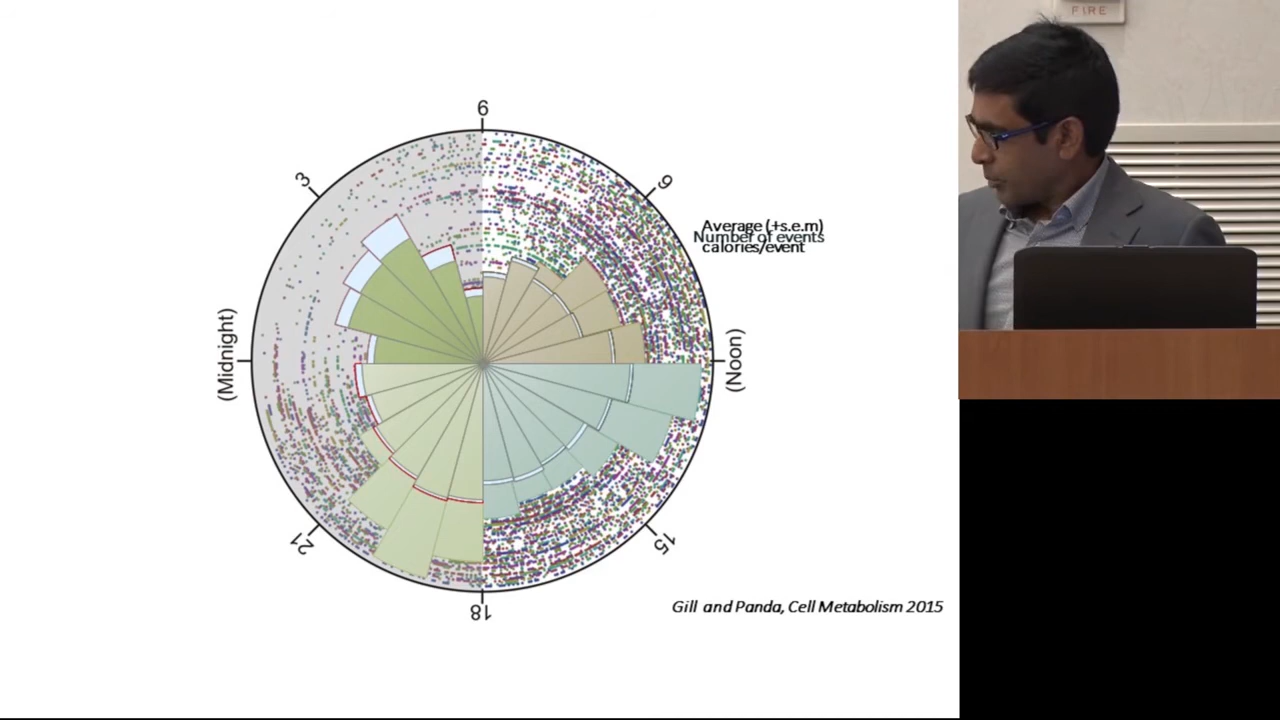 FIRE
6
3
9
Average (+s.e.m)
Number of events
calories/event
(Midnight)
(Noon)
21
15
18
Gill and Panda, Cell Metabolism 2015